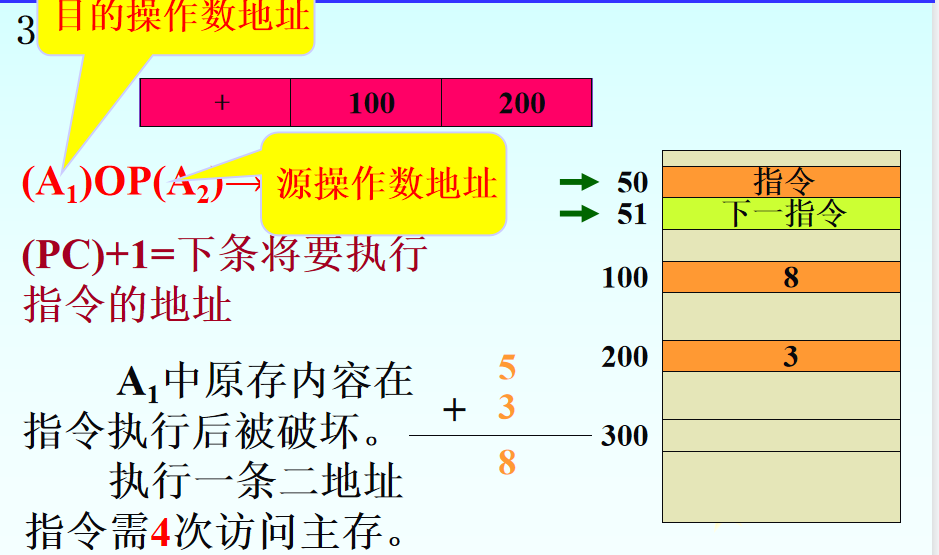 目的操作数地址
3
+ 100 200
(A₁)OP(A₂)→
源操作数地址
(PC)+1=下条将要执行
指令的地址
A₁中原存内容在
指令执行后被破坏。
执行一条二地址
指令需4次访问主存。
5
+ 3
8
50 指令
51 下一指令
100 8
200 3
300